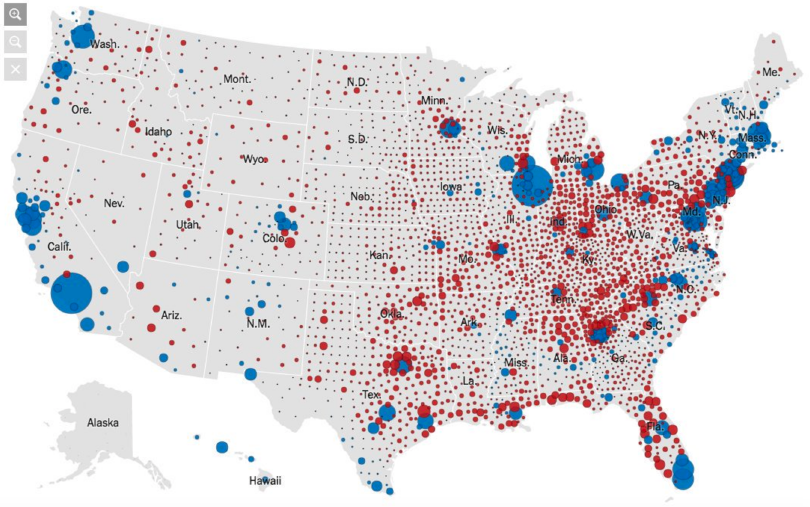 Wash.
Mont.
N.D.
Minn.
Me.
Ore.
Idaho
Wis.
Vt.
N.H.
S.D.
Mich.
N.Y.
Mass.
Wyo.
Conn.
Nev.
Neb.
Iowa
Pa.
Utah
Ill.
Ind.
Ohio
N.J.
Md.
Calif.
Colo.
Kan.
Mo.
Ky.
W.Va.
Va.
Ariz.
N.M.
Okla.
Ark.
Tenn.
N.C.
S.C.
Tex.
La.
Miss.
Ala.
Ga.
Fla.
Alaska
Hawaii